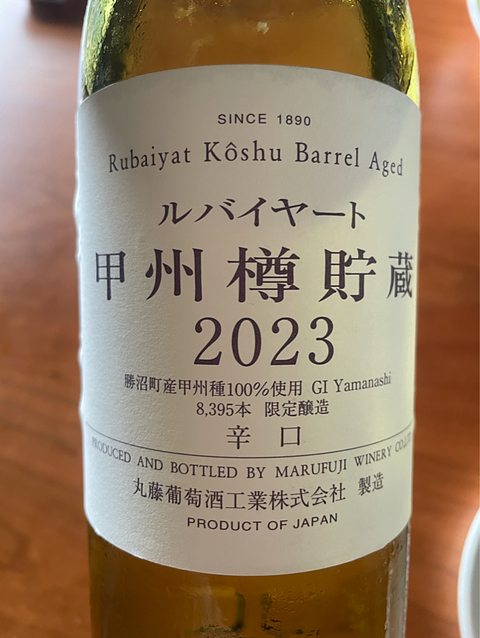 SINCE 1890
Rubaiyat Kôshu Barrel Aged
ルバイヤート
甲州樽貯蔵
2023
勝沼町産甲州種100%使用 GI Yamanashi
8,395本 限定醸造
辛口
PRODUCED AND BOTTLED BY MARUFUJI WINERY CO.,
丸藤葡萄酒工業株式会社 製造
PRODUCT OF JAPAN